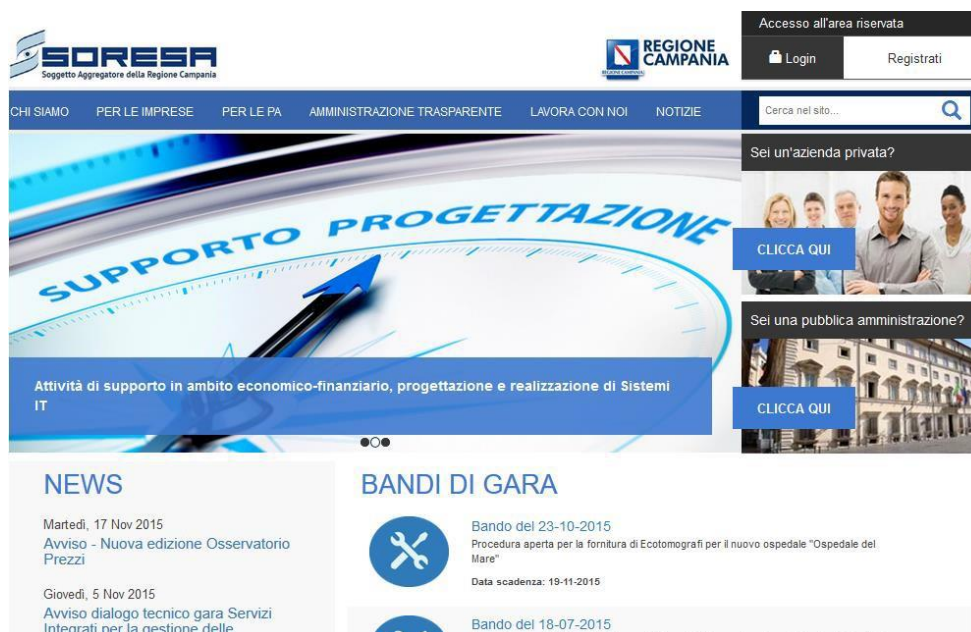 SORESA
Soggetto Aggregatore della Regione Campania
REGIONE CAMPANIA
REGIONE
CAMPANIA
Accesso all'area riservata
Login
Registrati
CHI SIAMO PER LE IMPRESE PER LE PA AMMINISTRAZIONE TRASPARENTE LAVORA CON NOI NOTIZIE
Cerca nel sito...
SUPPORTO PROGETTAZIONE
Attività di supporto in ambito economico-finanziario, progettazione e realizzazione di Sistemi
IT
Sei un'azienda privata?
CLICCA QUI
Sei una pubblica amministrazione?
CLICCA QUI
NEWS
Martedì, 17 Nov 2015
Avviso - Nuova edizione Osservatorio
Prezzi
Giovedì, 5 Nov 2015
Avviso dialogo tecnico gara Servizi
Integrati per la gestione delle
BANDI DI GARA
Bando del 23-10-2015
Procedura aperta per la fornitura di Ecotomografi per il nuovo ospedale "Ospedale del
Mare"
Data scadenza: 19-11-2015
Bando del 18-07-2015